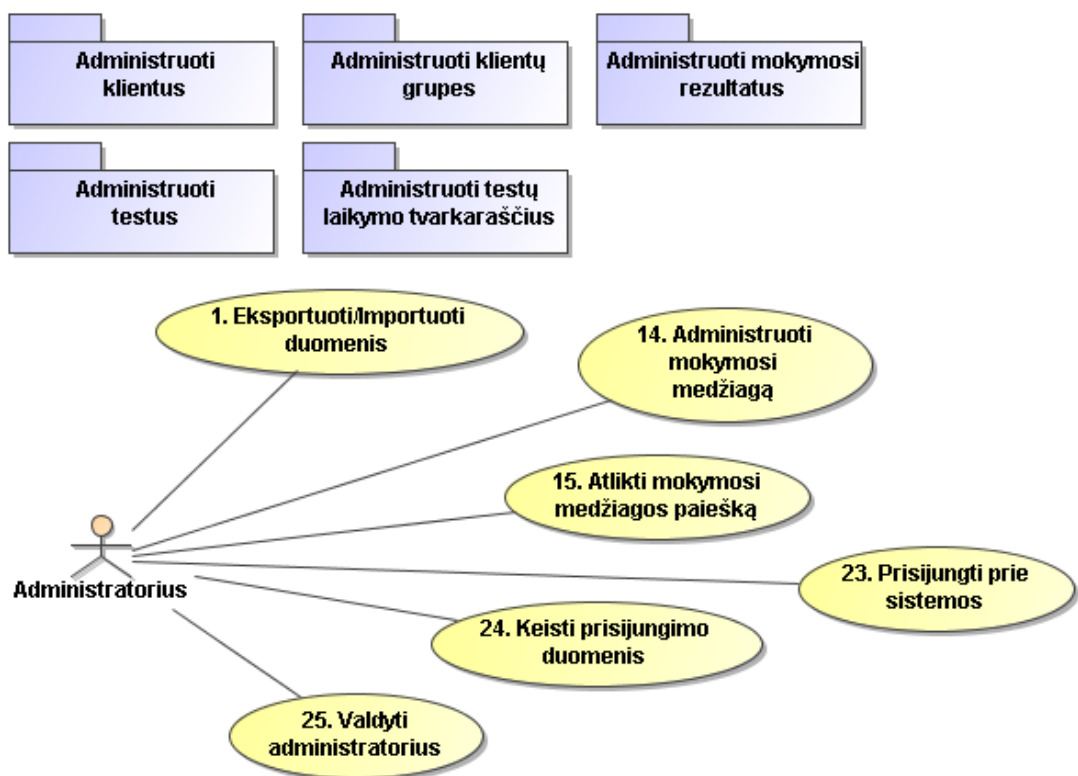 Administruoti
klientus
Administruoti klientų
grupes
Administruoti mokymosi
rezultatus
Administruoti
testus
Administruoti testų
laikymo tvarkaraščius
1. Eksportuoti/Importuoti
duomenis
14. Administruoti
mokymosi
medžiagą
15. Atlikti mokymosi
medžiagos paiešką
Administratorius
23. Prisijungti prie
sistemos
24. Keisti prisijungimo
duomenis
25. Valdyti
administratorius